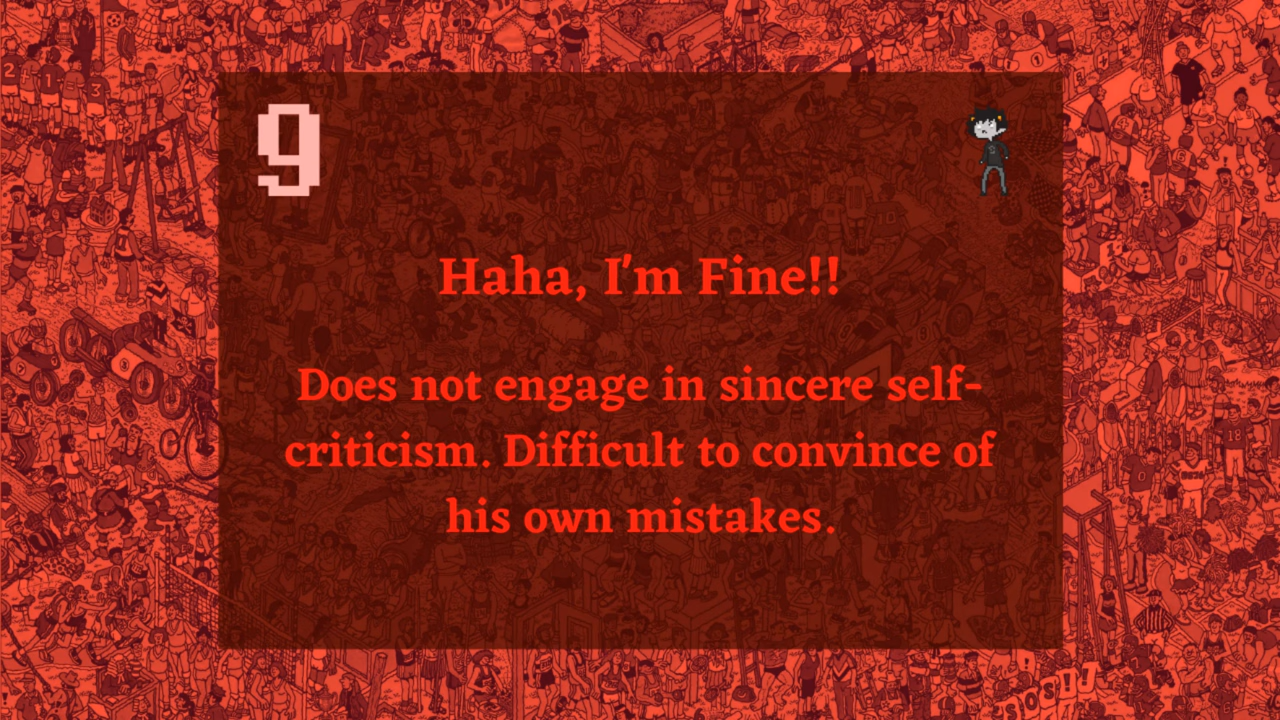 9
Haha, I'm Fine!!
Does not engage in sincere self-
criticism. Difficult to convince of
his own mistakes.